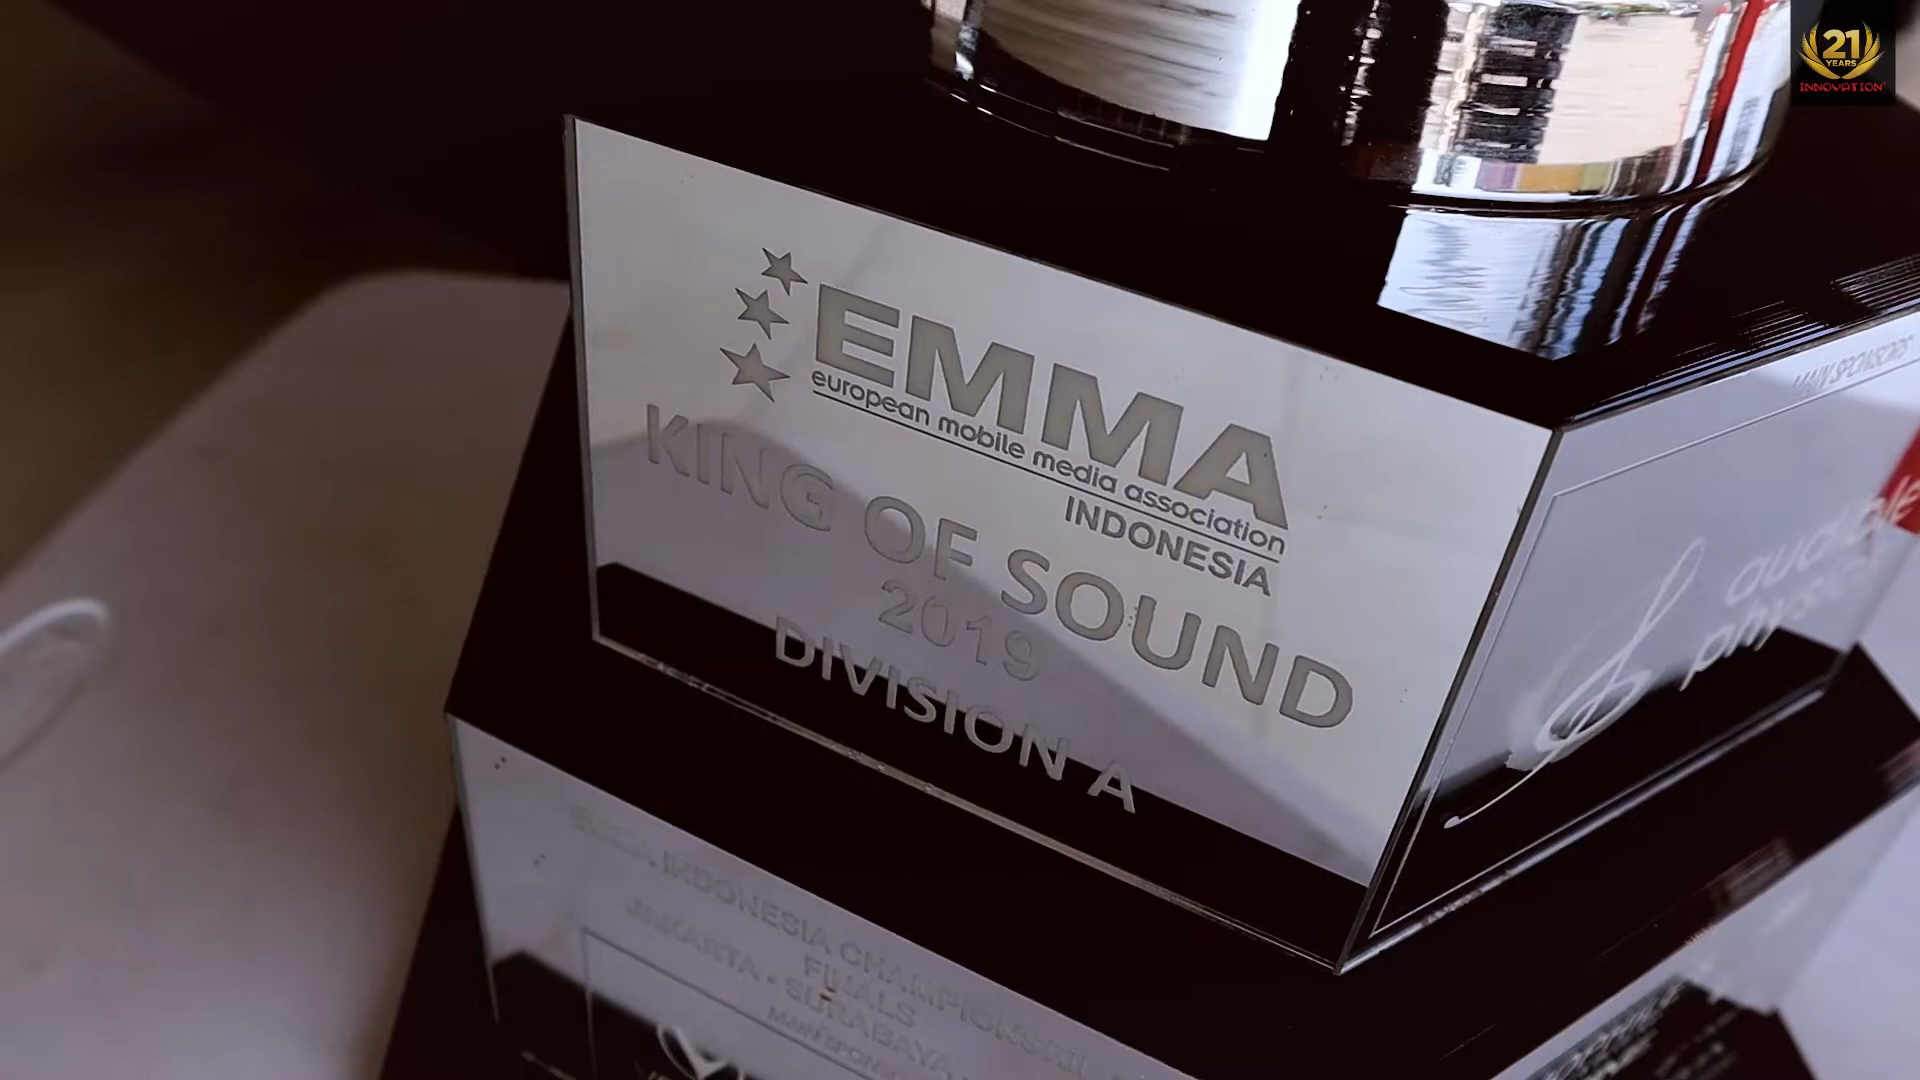 21
YEARS
INNOVATION
EMMA
european mobile media association
INDONESIA
KING OF SOUND
2019
DIVISION A
MAIN SPONSORS
audio
INDONESIA CHAMPIONSHIP
FINALS
JAKARTA - SURABAYA
MAIN